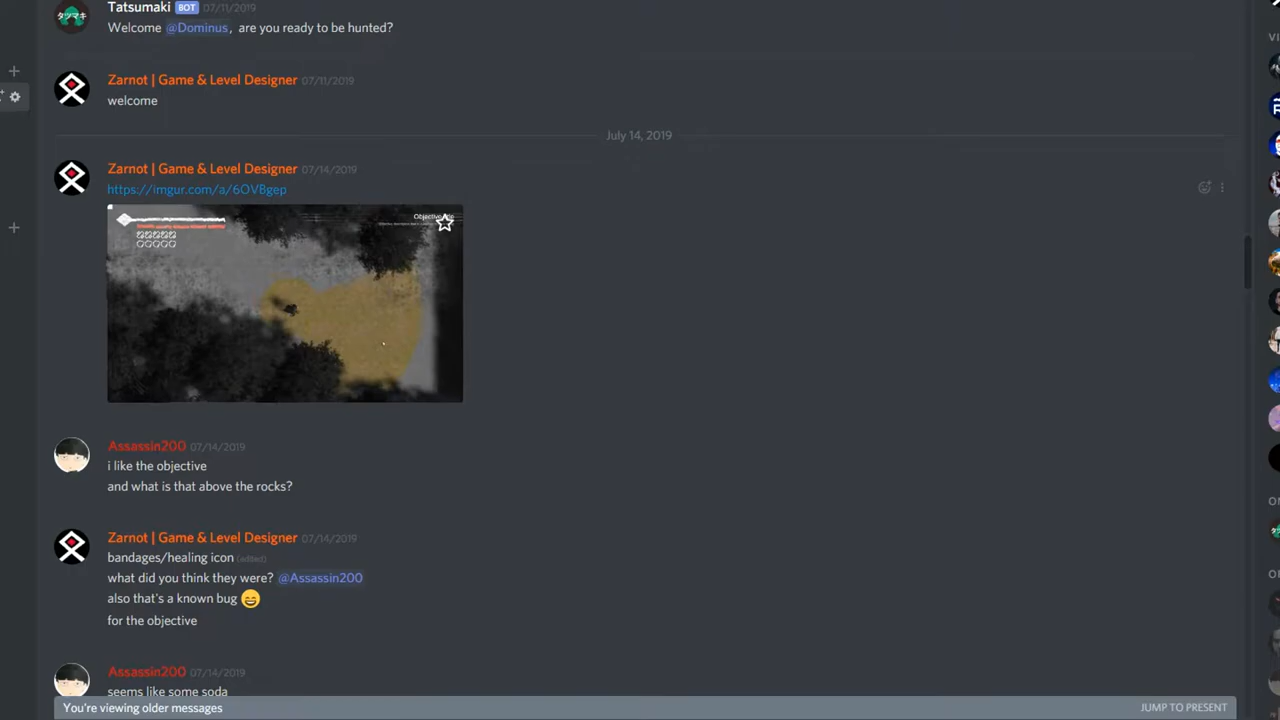 Tatsumaki BOT 07/11/2019
Welcome @Dominus, are you ready to be hunted?
Zarnot | Game & Level Designer 07/11/2019
welcome
July 14, 2019
Zarnot | Game & Level Designer 07/14/2019
https://imgur.com/a/6OVBgep
Assassin200 07/14/2019
i like the objective
and what is that above the rocks?
Zarnot | Game & Level Designer 07/14/2019
bandages/healing icon (edited)
what did you think they were? @Assassin200
also that's a known bug
for the objective
Assassin200 07/14/2019
seems like some soda
You're viewing older messages
JUMP TO PRESENT